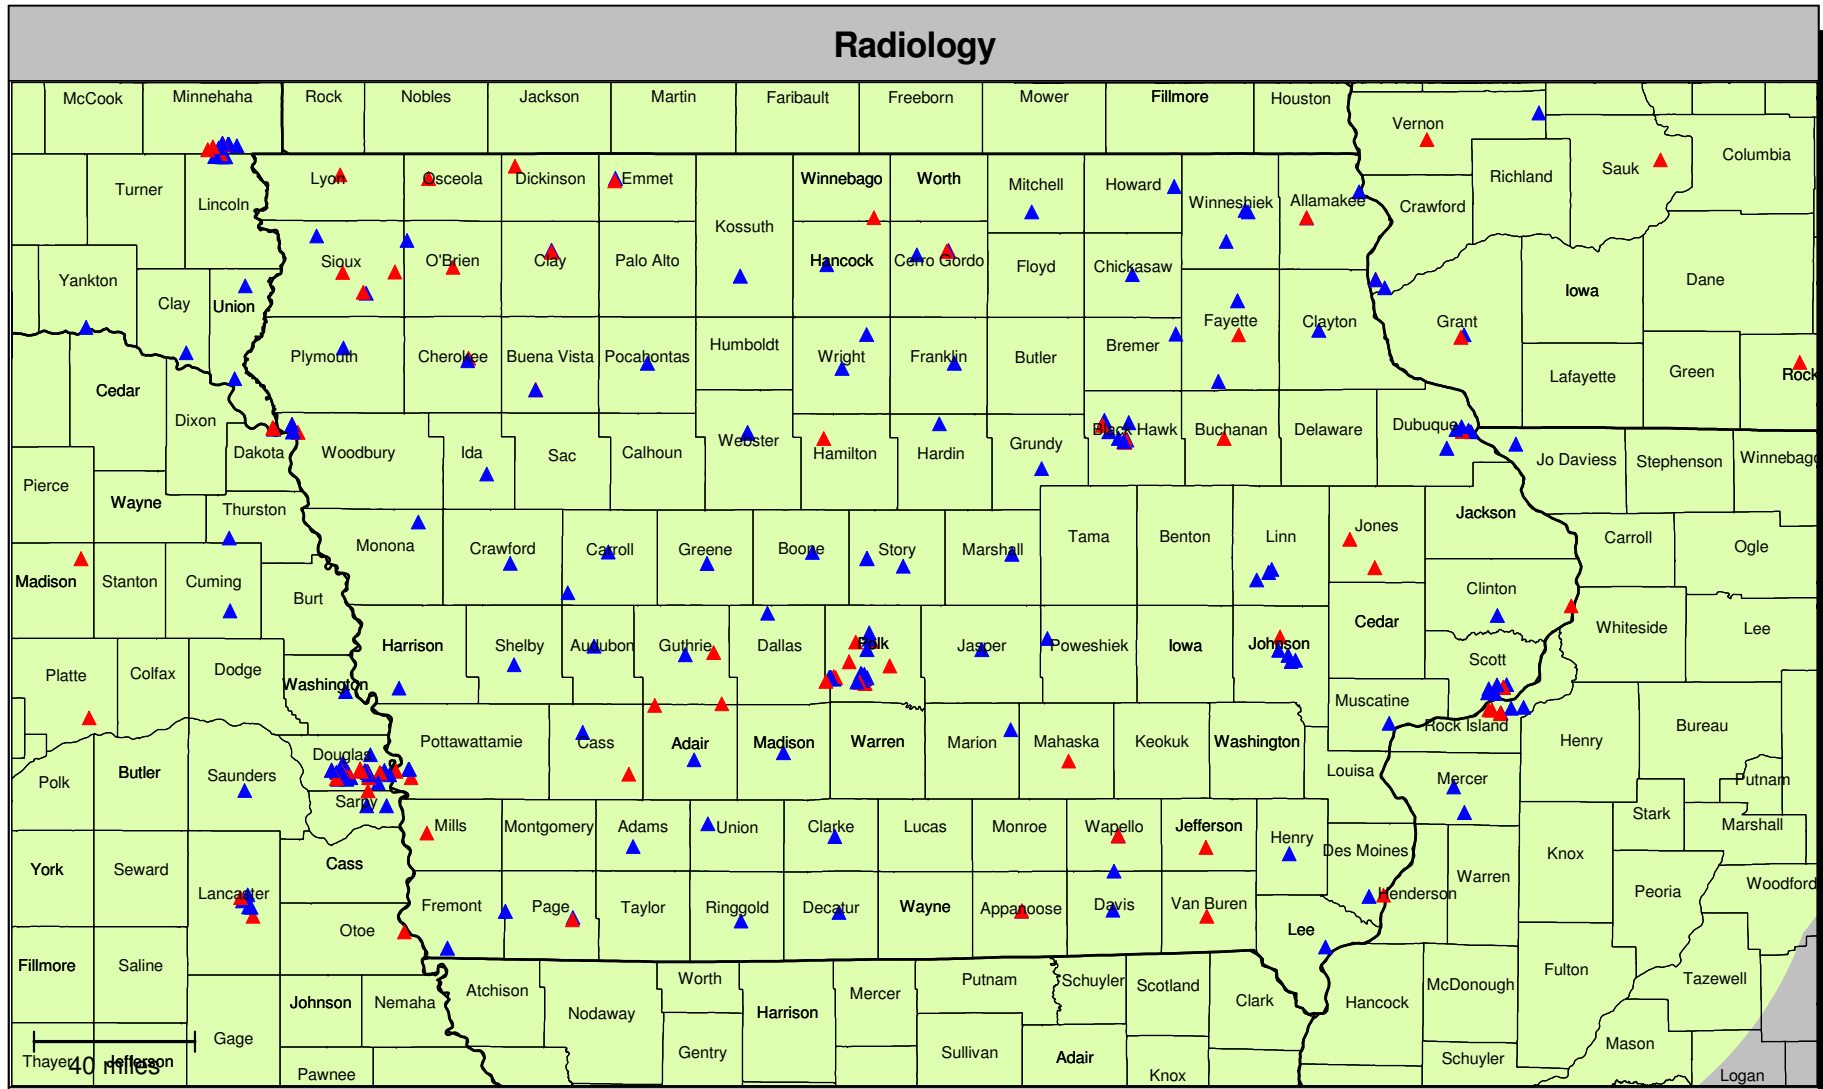 Radiology
McCook Minnehaha Rock Nobles Jackson Martin Faribault Freeborn Mower Fillmore Houston
Vernon
Turner Lincoln Lyon Osceola Dickinson Emmet Winnebago Worth Mitchell Howard Winneshiek Allamakee Crawford Richland Sauk Columbia
Kossuth
Yankton Clay Union Sioux O'Brien Clay Palo Alto Hancock Cerro Gordo Floyd Chickasaw Iowa Dane
Fayette Clayton Grant
Plymouth Cherokee Buena Vista Pocahontas Humboldt Wright Franklin Butler Bremer Lafayette Green Rock
Cedar Dixon
Dakota Woodbury Ida Sac Calhoun Webster Hamilton Hardin Grundy Black Hawk Buchanan Delaware Dubuque Jo Daviess Stephenson Winnebago
Pierce Wayne Thurston
Monona Crawford Carroll Greene Boone Story Marshall Tama Benton Linn Jones Jackson Carroll Ogle
Madison Stanton Cuming Burt Clinton
Harrison Shelby Audubon Guthrie Dallas Polk Jasper Poweshiek Iowa Johnson Cedar Scott Whiteside Lee
Platte Colfax Dodge Washington Muscatine
Pottawattamie Cass Adair Madison Warren Marion Mahaska Keokuk Washington Rock Island Henry Bureau
Polk Butler Saunders Douglas Sarpy Louisa Mercer Putnam
Mills Montgomery Adams Union Clarke Lucas Monroe Wapello Jefferson Henry Des Moines Stark Marshall
York Seward Cass Knox
Lancaster Warren Henderson Peoria Woodford
Fremont Page Taylor Ringgold Decatur Wayne Appanoose Davis Van Buren
Otoe Lee
Fillmore Saline Fulton Tazewell
Johnson Nemaha Atchison Nodaway Worth Harrison Mercer Putnam Schuyler Scotland Clark Hancock McDonough
Gage Gentry Sullivan Adair Mason
Thayer Jefferson Schuyler
40 miles
Pawnee Knox Logan